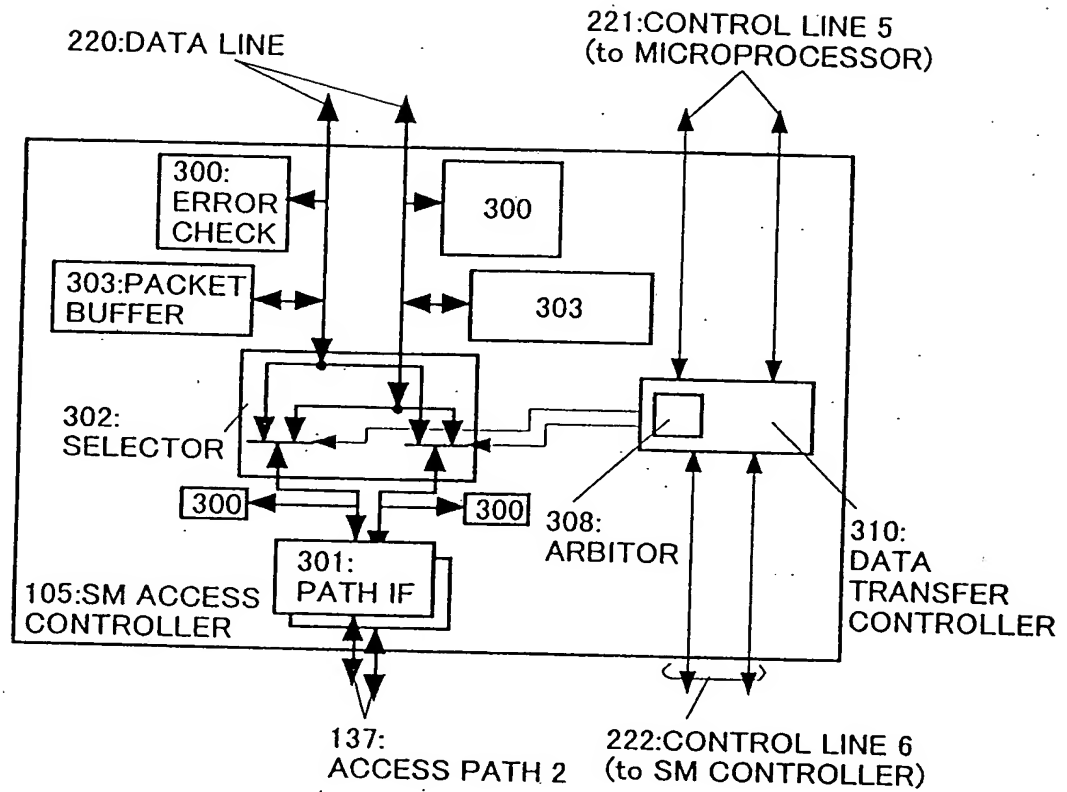 220:DATA LINE
221:CONTROL LINE 5
(to MICROPROCESSOR)
300:
ERROR
CHECK
300
303:PACKET
BUFFER
303
302:
SELECTOR
300
300
308:
ARBITOR
310:
DATA
TRANSFER
CONTROLLER
301:
PATH IF
105:SM ACCESS
CONTROLLER
137:
ACCESS PATH 2
222:CONTROL LINE 6
(to SM CONTROLLER)